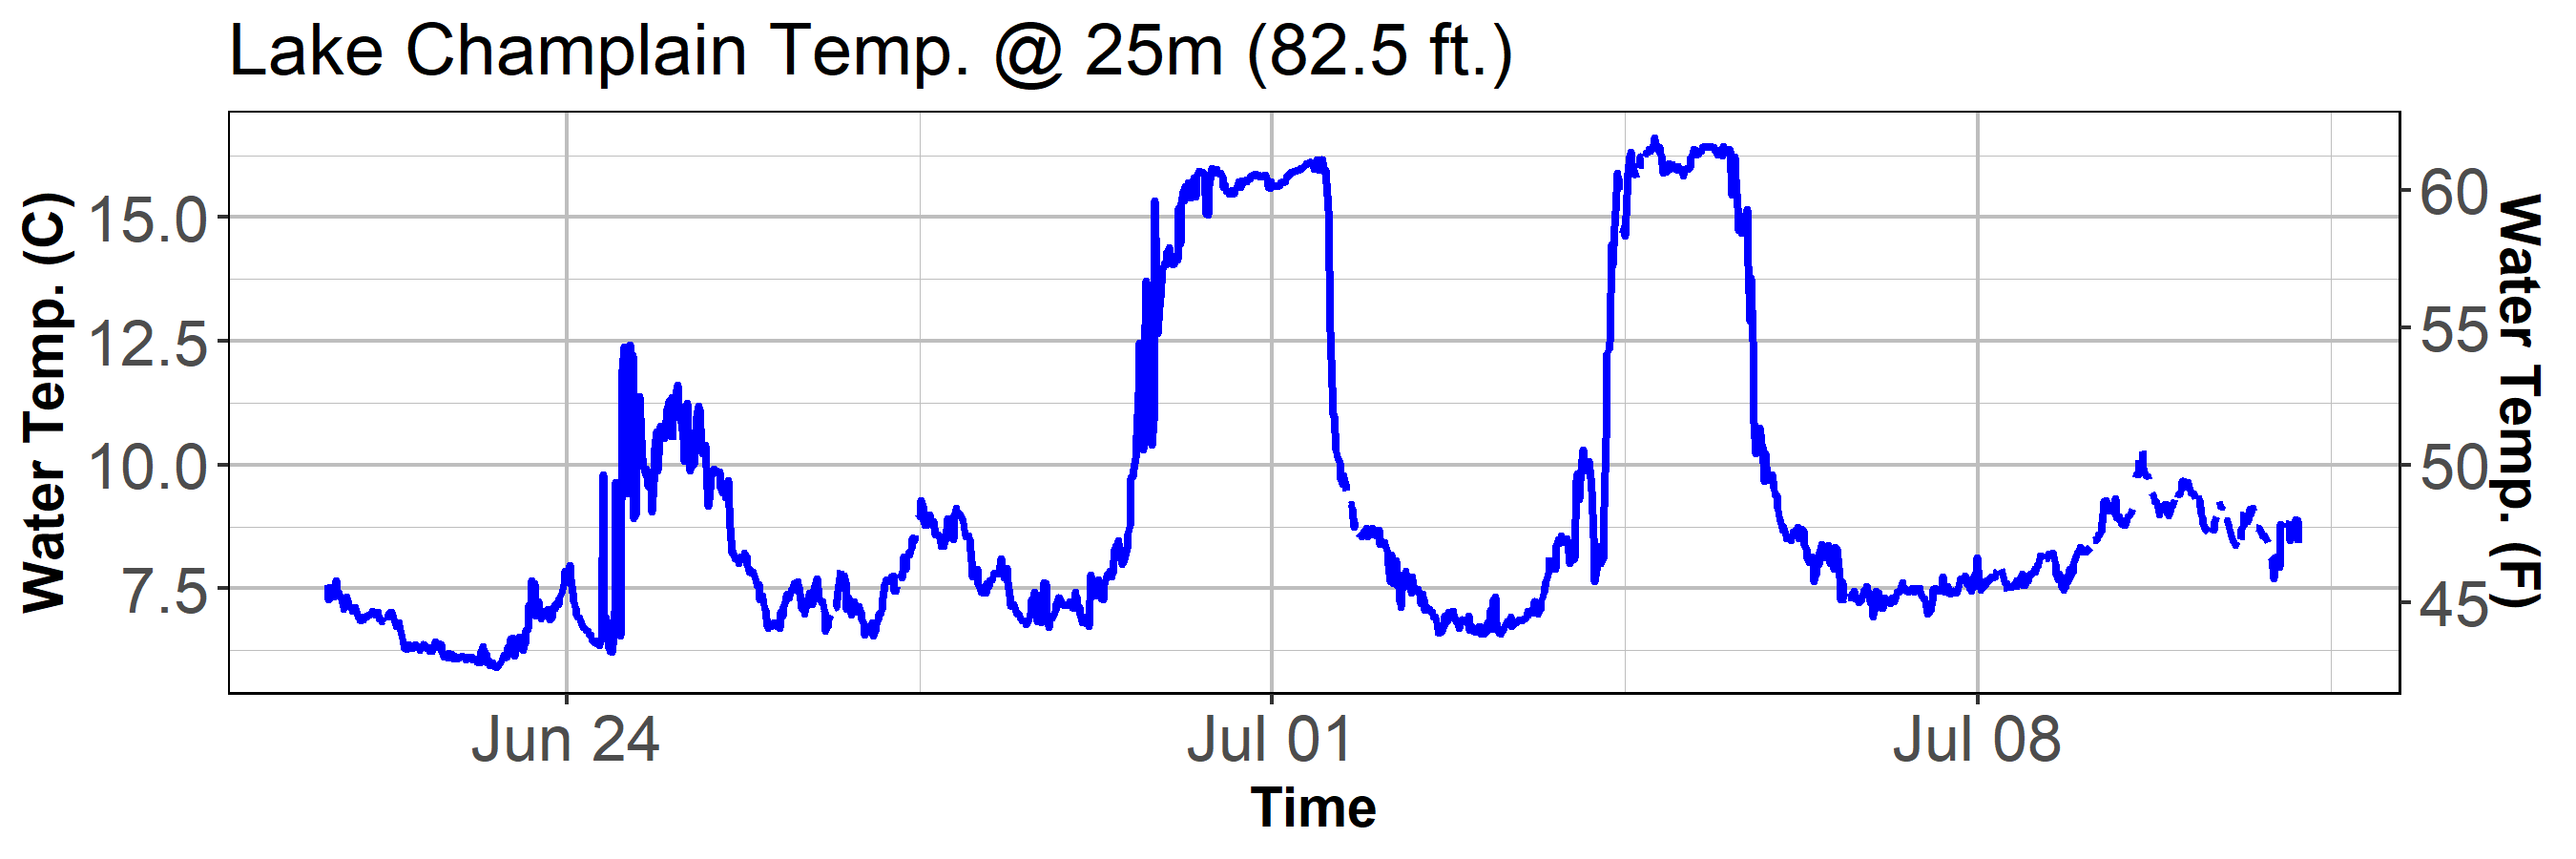 Lake Champlain Temp. @ 25m (82.5 ft.)
Water Temp. (C)
15.0
12.5
10.0
7.5
60
55
50
45
Water Temp. (F)
Jun 24
Jul 01
Jul 08
Time